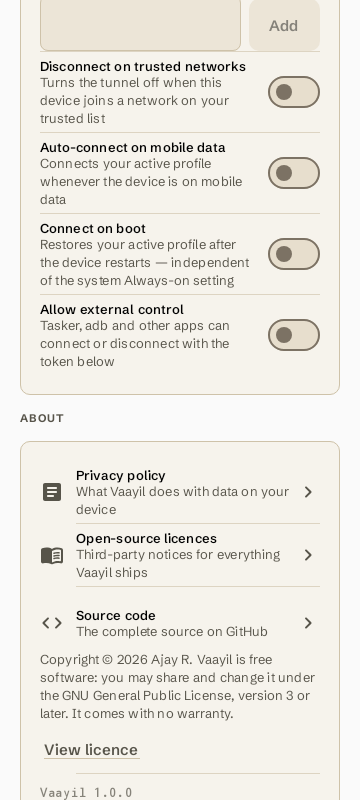 Add
Disconnect on trusted networks
Turns the tunnel off when this
device joins a network on your
trusted list
Auto-connect on mobile data
Connects your active profile
whenever the device is on mobile
data
Connect on boot
Restores your active profile after
the device restarts — independent
of the system Always-on setting
Allow external control
Tasker, adb and other apps can
connect or disconnect with the
token below
ABOUT
Privacy policy
What Vaayil does with data on your
device
Open-source licences
Third-party notices for everything
Vaayil ships
Source code
The complete source on GitHub
Copyright © 2026 Ajay R. Vaayil is free
software: you may share and change it under
the GNU General Public License, version 3 or
later. It comes with no warranty.
View licence
Vaayil 1.0.0